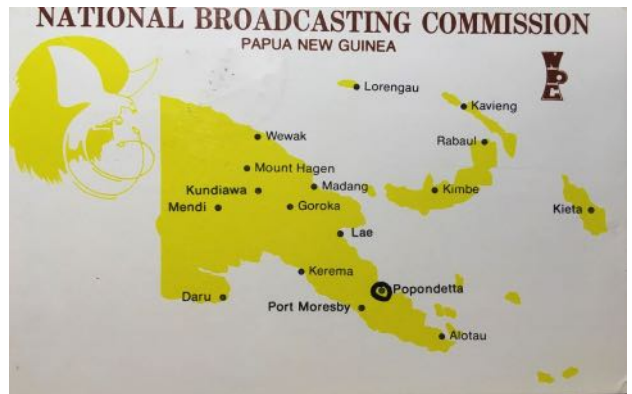 NATIONAL BROADCASTING COMMISSION
PAPUA NEW GUINEA
Lorengau
Kavieng
Wewak
Rabaul
Mount Hagen
Kundiawa
Madang
Kimbe
Mendi
Goroka
Kieta
Lae
Kerema
Popondetta
Daru
Port Moresby
Alotau